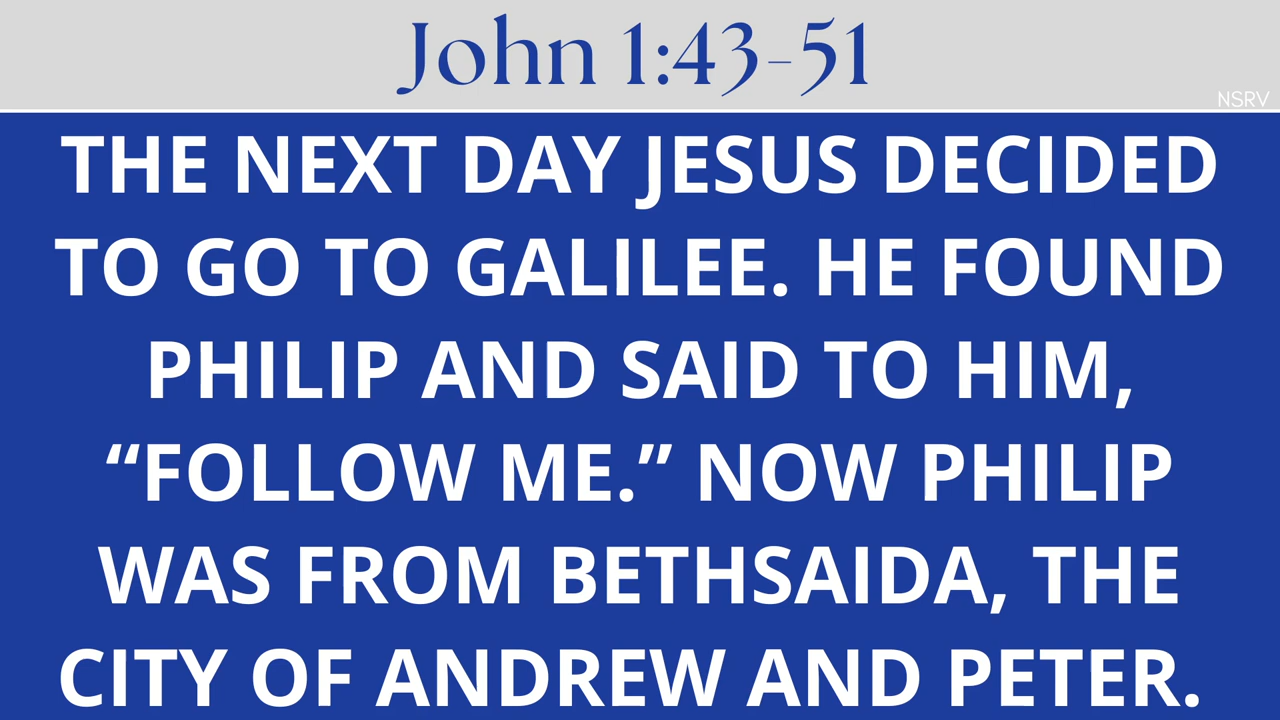 John 1:43-51
NSRV
THE NEXT DAY JESUS DECIDED
TO GO TO GALILEE. HE FOUND
PHILIP AND SAID TO HIM,
“FOLLOW ME.” NOW PHILIP
WAS FROM BETHSAIDA, THE
CITY OF ANDREW AND PETER.